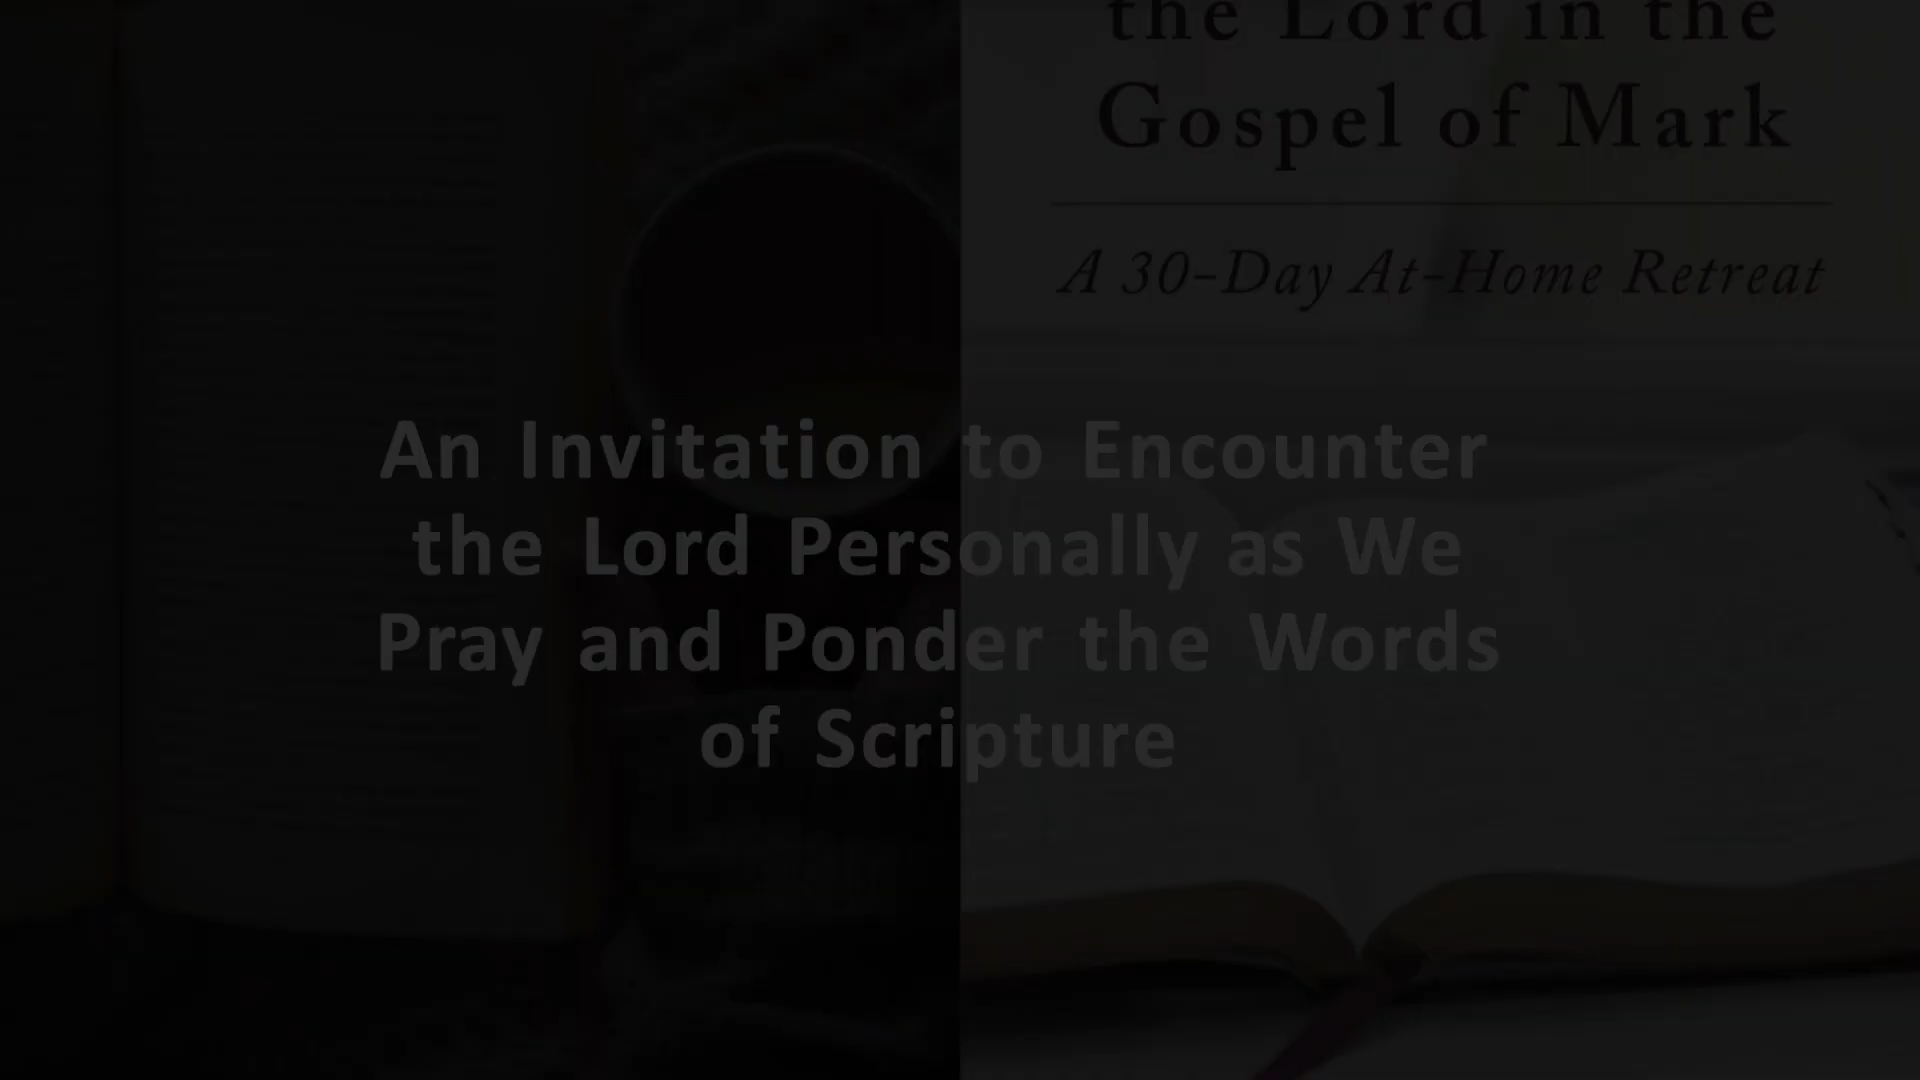 the Lord in the
Gospel of Mark
A 30-Day At-Home Retreat
An Invitation to Encounter
the Lord Personally as We
Pray and Ponder the Words
of Scripture